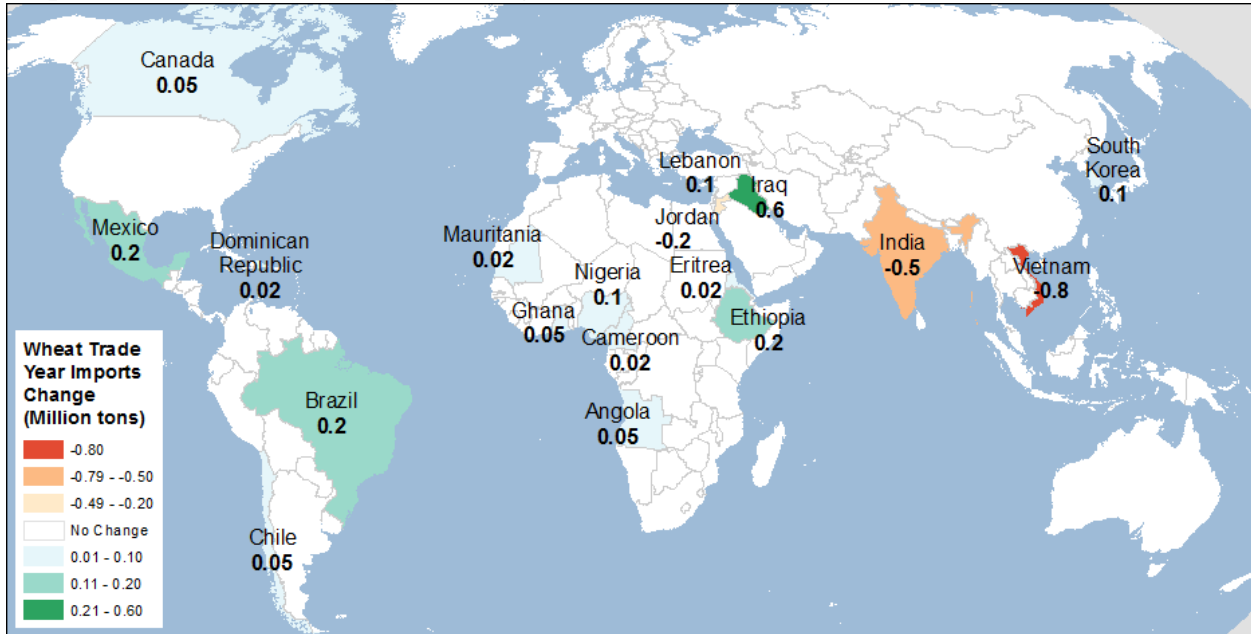 Canada
0.05
Mexico
0.2
Dominican
Republic
0.02
Brazil
0.2
Chile
0.05
Mauritania
0.02
Nigeria
0.1
Ghana
0.05
Cameroon
0.02
Angola
0.05
Lebanon
0.1
Iraq
0.6
Jordan
-0.2
Eritrea
0.02
Ethiopia
0.2
India
-0.5
Vietnam
-0.8
South
Korea
0.1
Wheat Trade
Year Imports
Change
(Million tons)
-0.80
-0.79 - -0.50
-0.49 - -0.20
No Change
0.01 - 0.10
0.11 - 0.20
0.21 - 0.60